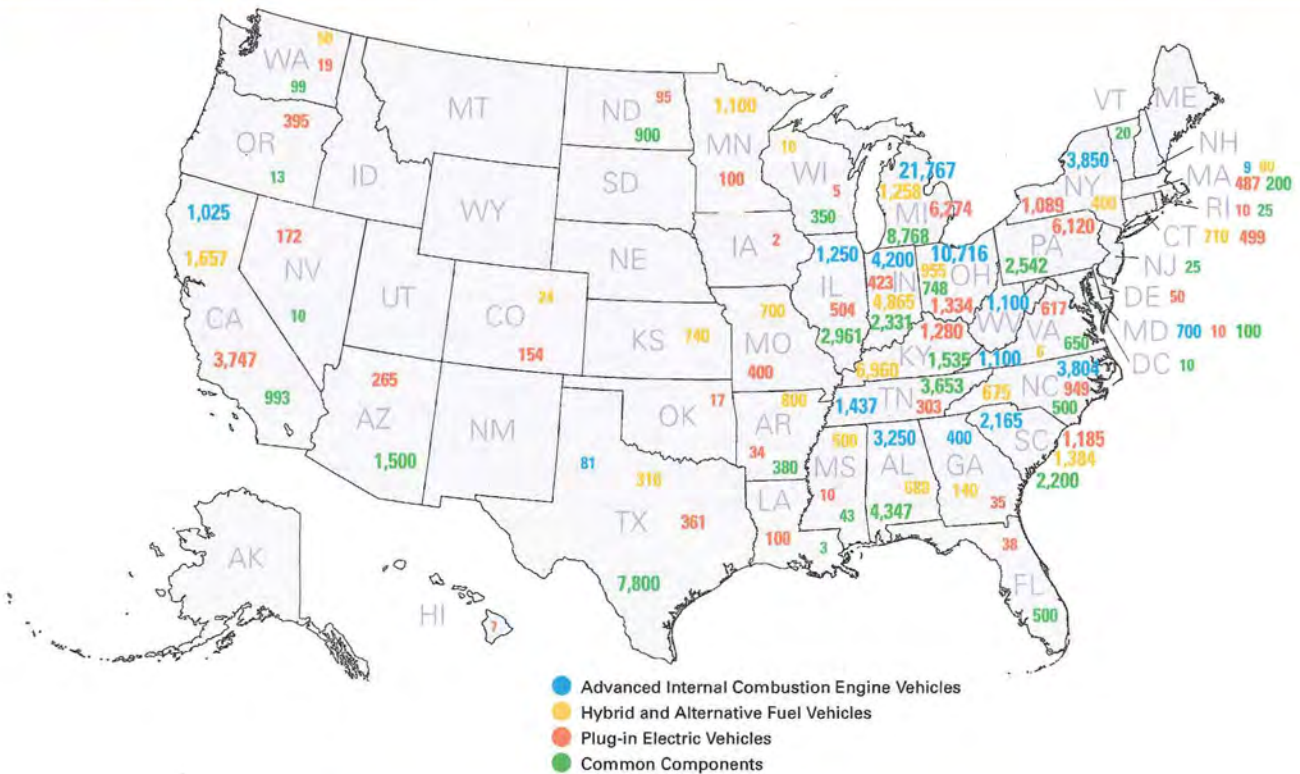 WA
50
19
99
OR
395
13
ID
MT
WY
ND
95
900
SD
NE
MN
1,100
100
IA
2
WI
10
5
350
MI
21,767
1,258
6,274
8,768
CA
1,025
1,657
3,747
993
NV
172
10
UT
CO
24
154
KS
740
MO
700
400
IL
1,250
504
2,961
IN
4,200
423
4,865
2,331
OH
10,716
955
748
1,334
KY
1,280
6,960
1,535
WV
1,100
VA
617
6
650
1,100
PA
6,120
2,542
NY
3,850
1,089
400
VT
20
ME
NH
MA 9 80
487 200
RI 10 25
CT 710 499
NJ 25
DE 50
MD 700 10 100
DC 10
AZ
265
1,500
NM
OK
17
AR
800
34
380
TN
1,437
3,653
303
NC
3,804
675
949
500
SC
2,165
1,185
1,384
2,200
MS
500
10
43
AL
3,250
683
4,347
GA
400
140
35
TX
81
310
361
7,800
LA
100
3
FL
38
500
AK
HI
7
Advanced Internal Combustion Engine Vehicles
Hybrid and Alternative Fuel Vehicles
Plug-in Electric Vehicles
Common Components